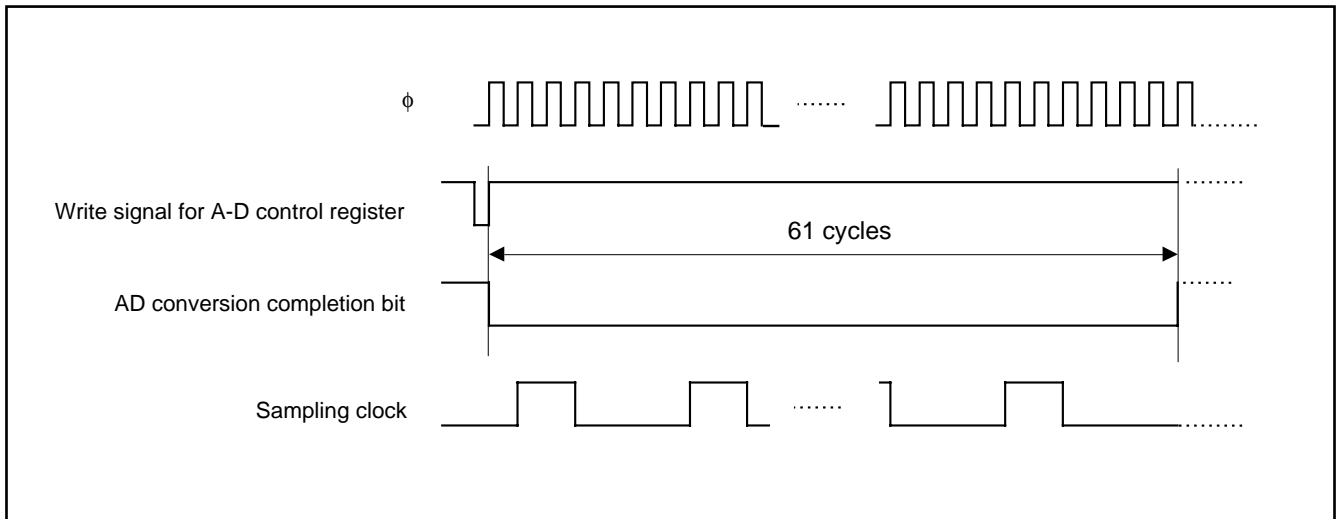 ϕ
Write signal for A-D control register
61 cycles
AD conversion completion bit
Sampling clock